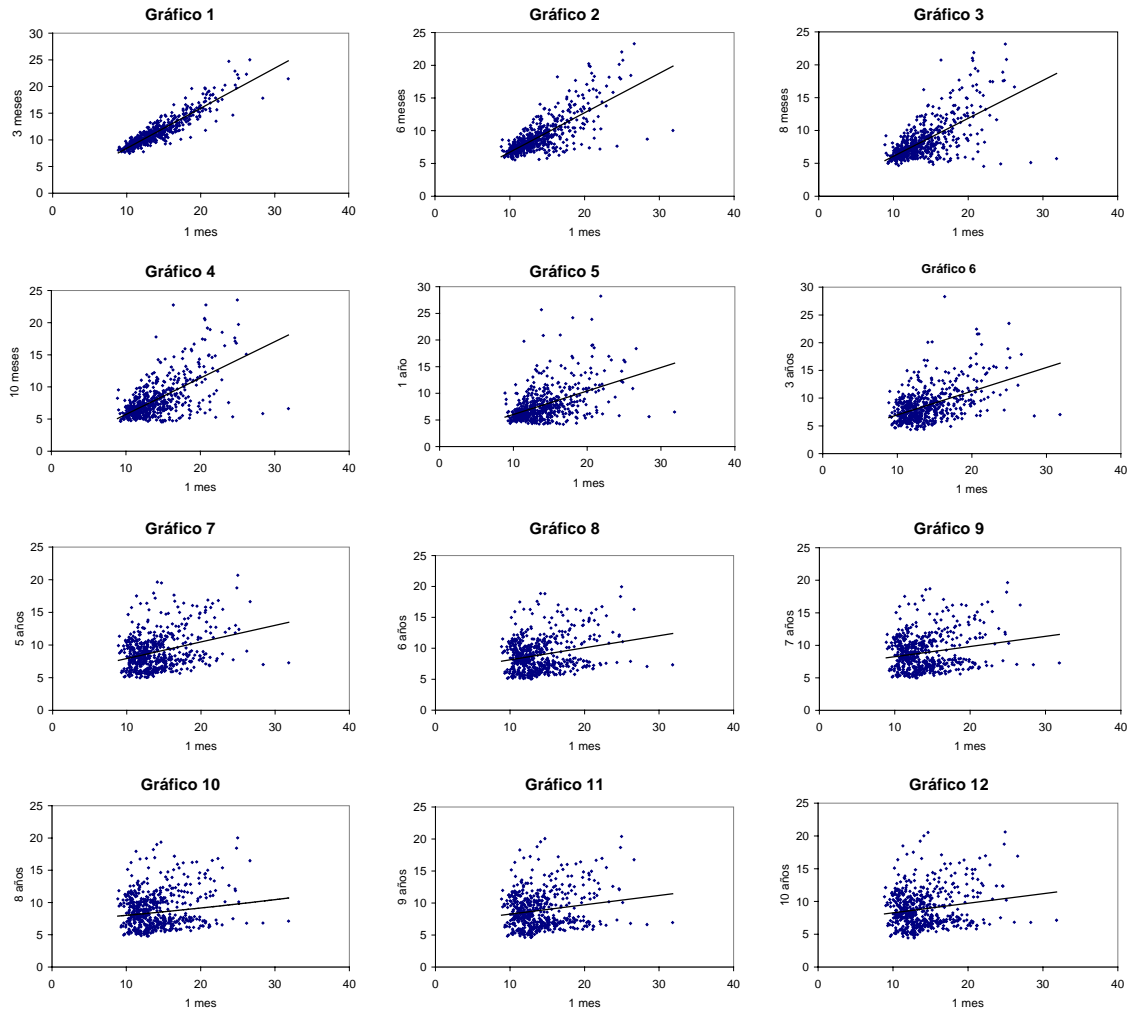 Gráfico 1
30
25
20
15
10
5
0
3 meses
0 10 20 30 40
1 mes
Gráfico 2
25
20
15
10
5
0
6 meses
0 10 20 30 40
1 mes
Gráfico 3
25
20
15
10
5
0
8 meses
0 10 20 30 40
1 mes
Gráfico 4
25
20
15
10
5
0
10 meses
0 10 20 30 40
1 mes
Gráfico 5
30
25
20
15
10
5
0
1 año
0 10 20 30 40
1 mes
Gráfico 6
30
25
20
15
10
5
0
3 años
0 10 20 30 40
1 mes
Gráfico 7
25
20
15
10
5
0
5 años
0 10 20 30 40
1 mes
Gráfico 8
25
20
15
10
5
0
6 años
0 10 20 30 40
1 mes
Gráfico 9
25
20
15
10
5
0
7 años
0 10 20 30 40
1 mes
Gráfico 10
25
20
15
10
5
0
8 años
0 10 20 30 40
1 mes
Gráfico 11
25
20
15
10
5
0
9 años
0 10 20 30 40
1 mes
Gráfico 12
25
20
15
10
5
0
10 años
0 10 20 30 40
1 mes